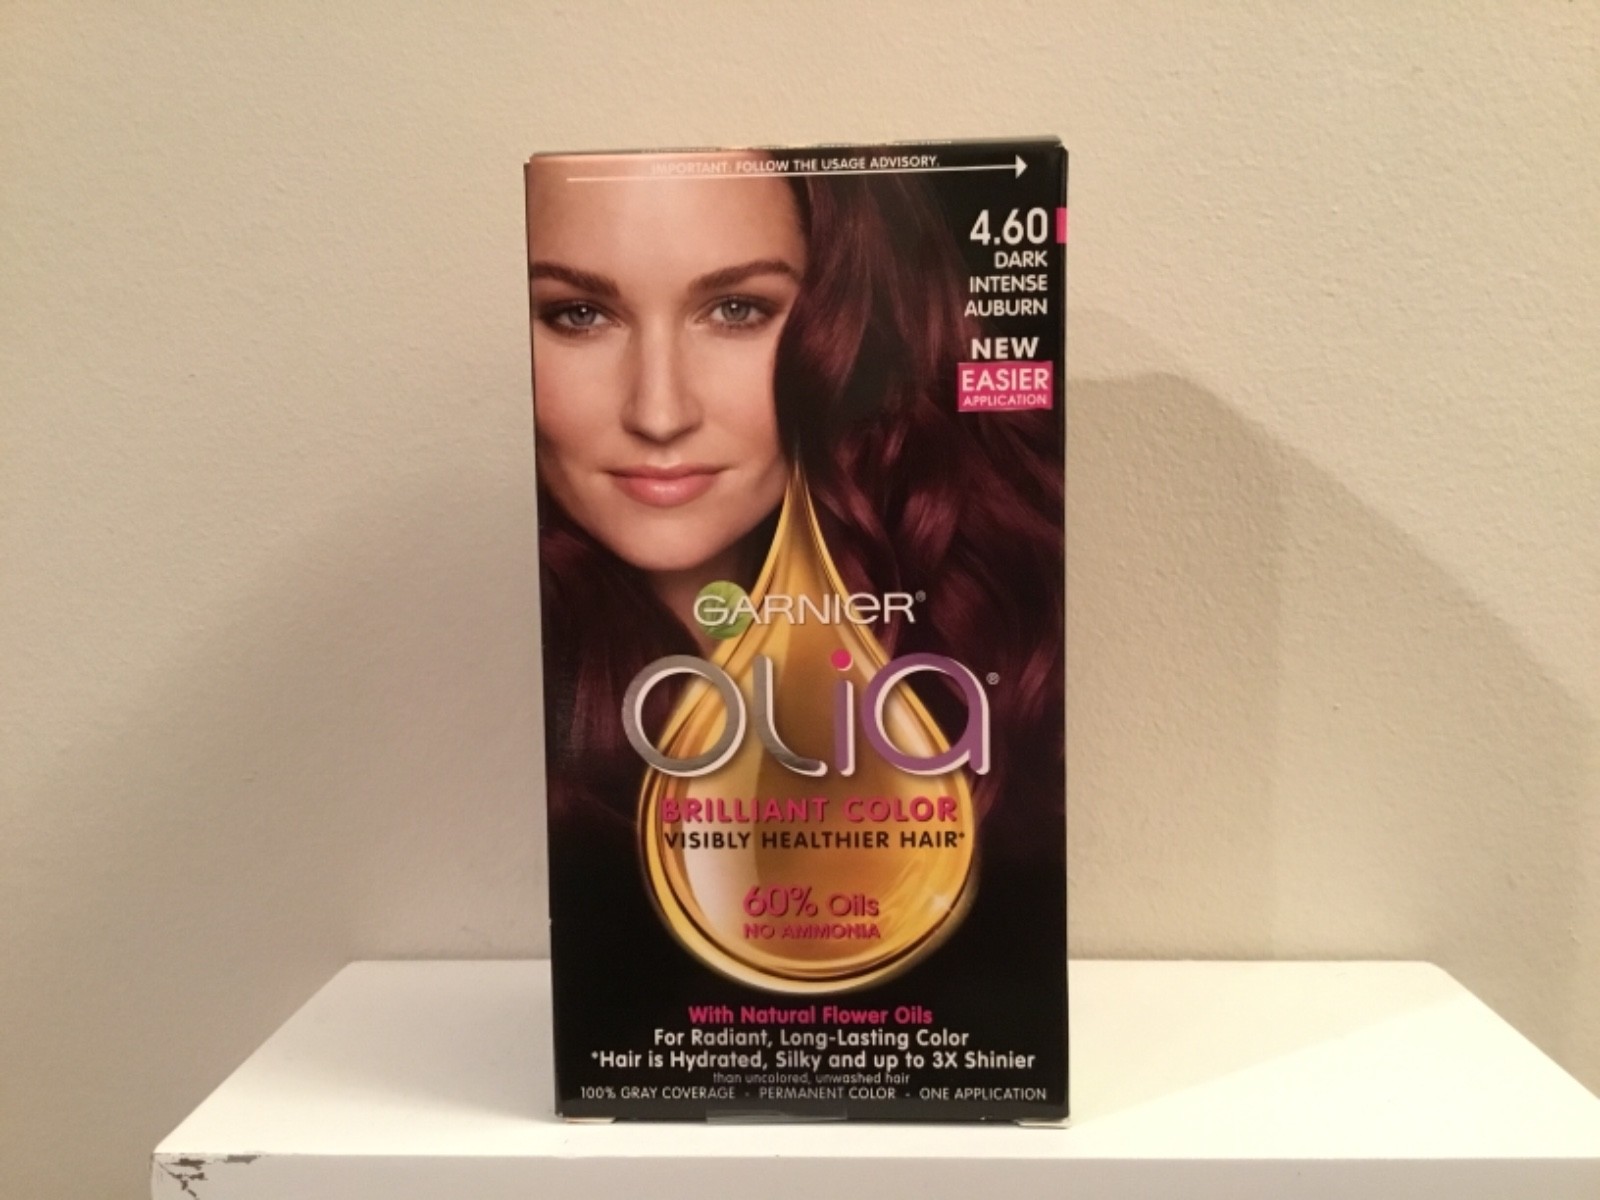 IMPORTANT: FOLLOW THE USAGE ADVISORY.
4.60
DARK
INTENSE
AUBURN
NEW
EASIER
APPLICATION
GARNIER®
OLiA®
BRILLIANT COLOR
VISIBLY HEALTHIER HAIR*
60% Oils
NO AMMONIA
With Natural Flower Oils
For Radiant, Long-Lasting Color
*Hair is Hydrated, Silky and up to 3X Shinier
than uncolored, unwashed hair
100% GRAY COVERAGE - PERMANENT COLOR - ONE APPLICATION